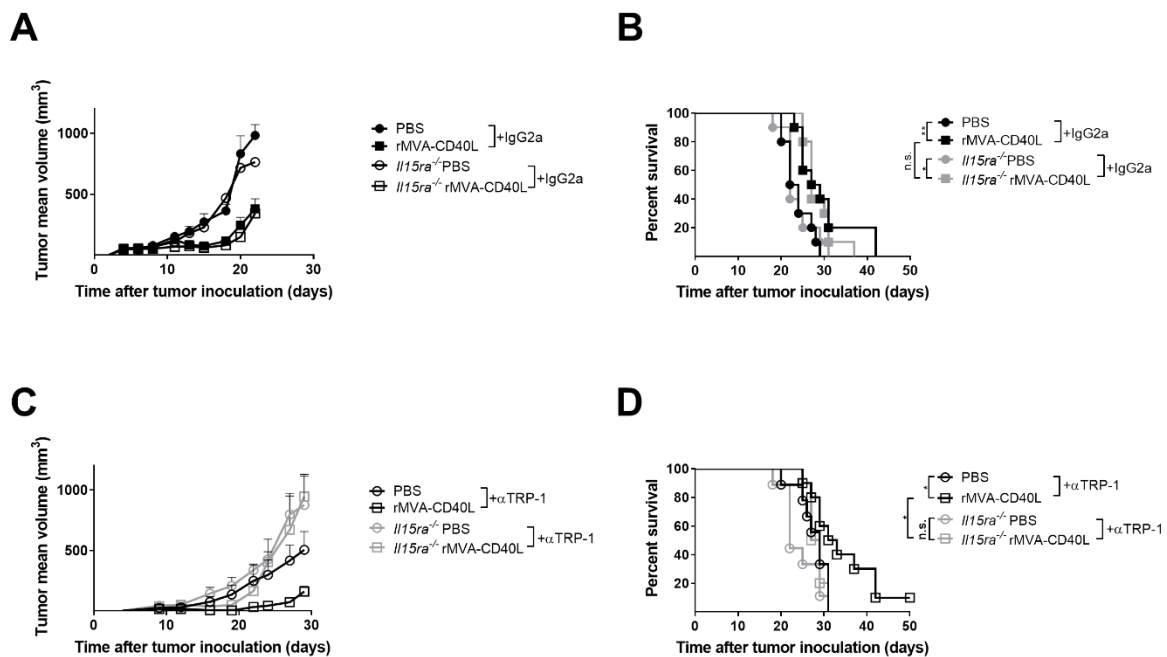 A
Tumor mean volume (mm³)
1000
500
10
20
30
0
Time after tumor inoculation (days)
PBS
rMVA-CD40L
+IgG2a
Il15ra⁻/⁻ PBS
Il15ra⁻/⁻ rMVA-CD40L
+IgG2a
B
Percent survival
100
80
60
40
20
0
10
20
30
40
50
Time after tumor inoculation (days)
**
n.s.
*
PBS
rMVA-CD40L
+IgG2a
Il15ra⁻/⁻ PBS
Il15ra⁻/⁻ rMVA-CD40L
+IgG2a
C
Tumor mean volume (mm³)
1000
500
0
10
20
30
Time after tumor inoculation (days)
PBS
rMVA-CD40L
+αTRP-1
Il15ra⁻/⁻ PBS
Il15ra⁻/⁻ rMVA-CD40L
+αTRP-1
D
Percent survival
100
80
60
40
20
0
10
20
30
40
50
Time after tumor inoculation (days)
*
*
n.s.
PBS
rMVA-CD40L
+αTRP-1
Il15ra⁻/⁻ PBS
Il15ra⁻/⁻ rMVA-CD40L
+αTRP-1